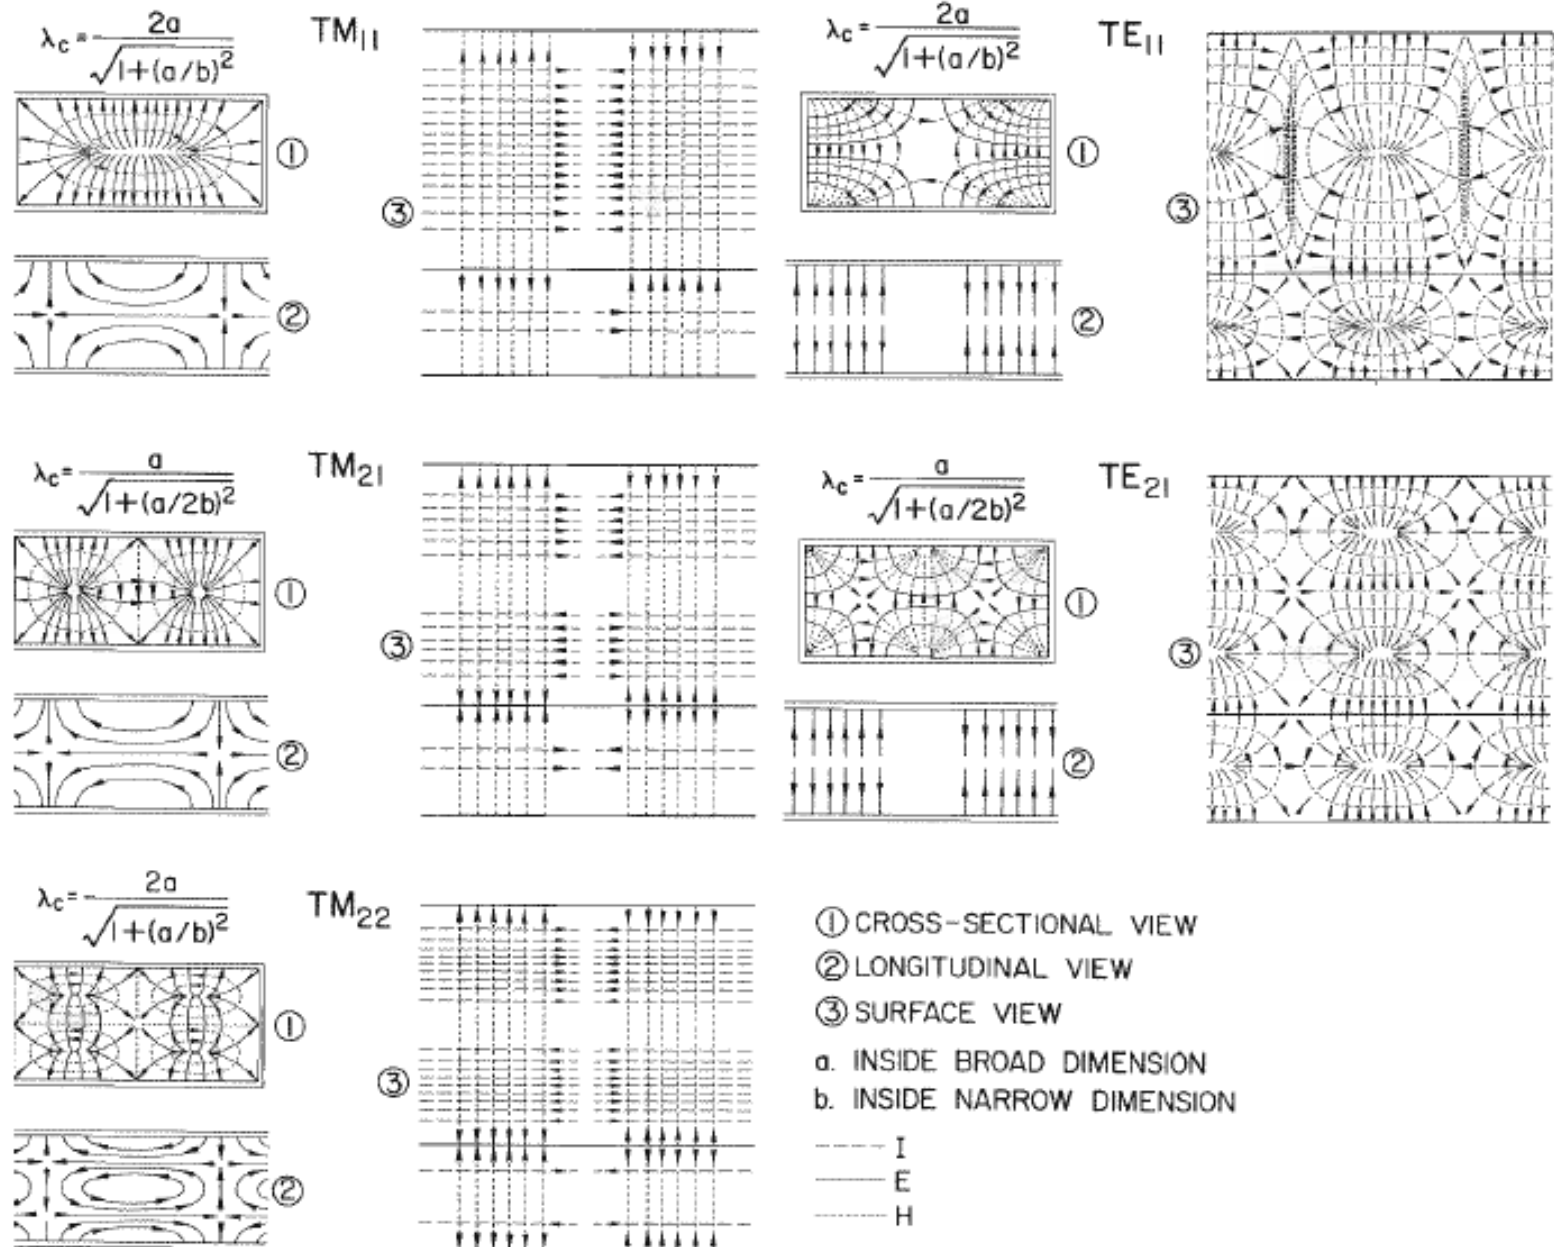 λc = 2a / √1+(a/b)²
TM11
①
②
③
λc = 2a / √1+(a/b)²
TE11
①
②
③
λc = a / √1+(a/2b)²
TM21
①
②
③
λc = a / √1+(a/2b)²
TE21
①
②
③
λc = 2a / √1+(a/b)²
TM22
①
②
③
① CROSS-SECTIONAL VIEW
② LONGITUDINAL VIEW
③ SURFACE VIEW
a. INSIDE BROAD DIMENSION
b. INSIDE NARROW DIMENSION
I
E
H